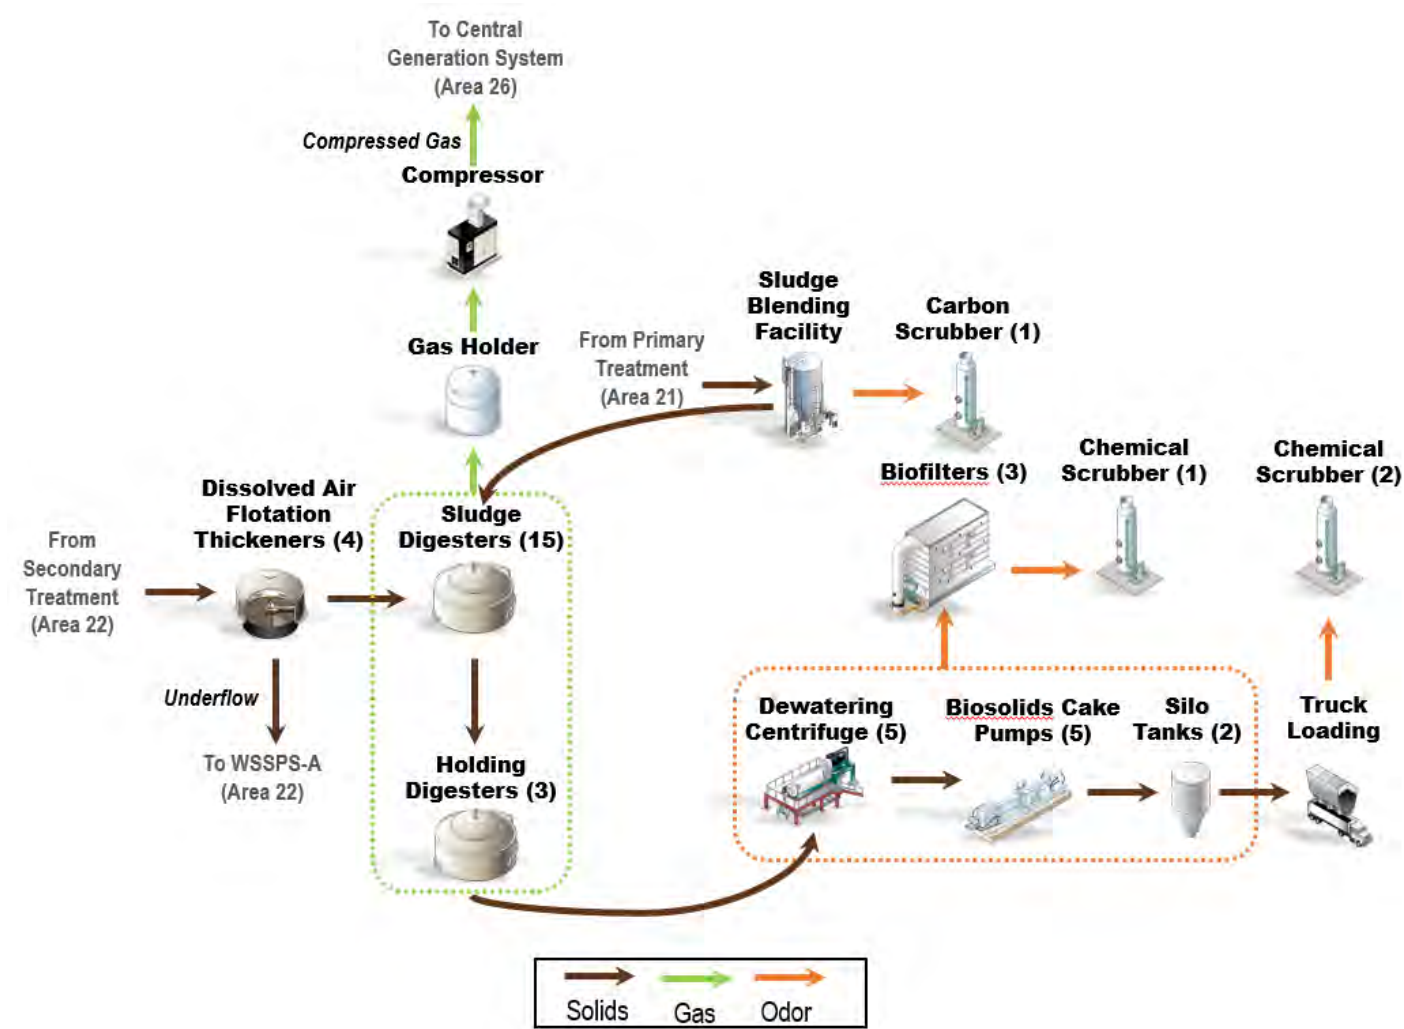 To Central
Generation System
(Area 26)
Compressed Gas
Compressor
Gas Holder
From Primary
Treatment
(Area 21)
Sludge
Blending
Facility
Carbon
Scrubber (1)
Biofilters (3)
Chemical
Scrubber (1)
Chemical
Scrubber (2)
Dissolved Air
Flotation
Thickeners (4)
Sludge
Digesters (15)
From
Secondary
Treatment
(Area 22)
Underflow
To WSSPS-A
(Area 22)
Holding
Digesters (3)
Dewatering
Centrifuge (5)
Biosolids Cake
Pumps (5)
Silo
Tanks (2)
Truck
Loading
Solids
Gas
Odor